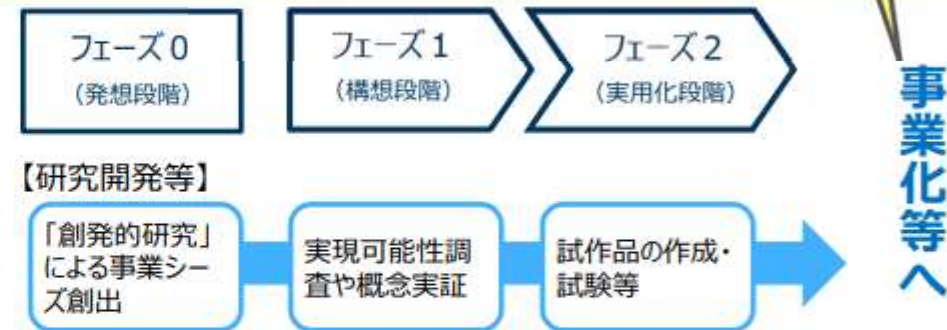 フェーズ0
(発想段階)
フェーズ1
(構想段階)
フェーズ2
(実用化段階)
事業化等へ
【研究開発等】
「創発的研究」
による事業シー
ズ創出
実現可能性調
査や概念実証
試作品の作成・
試験等